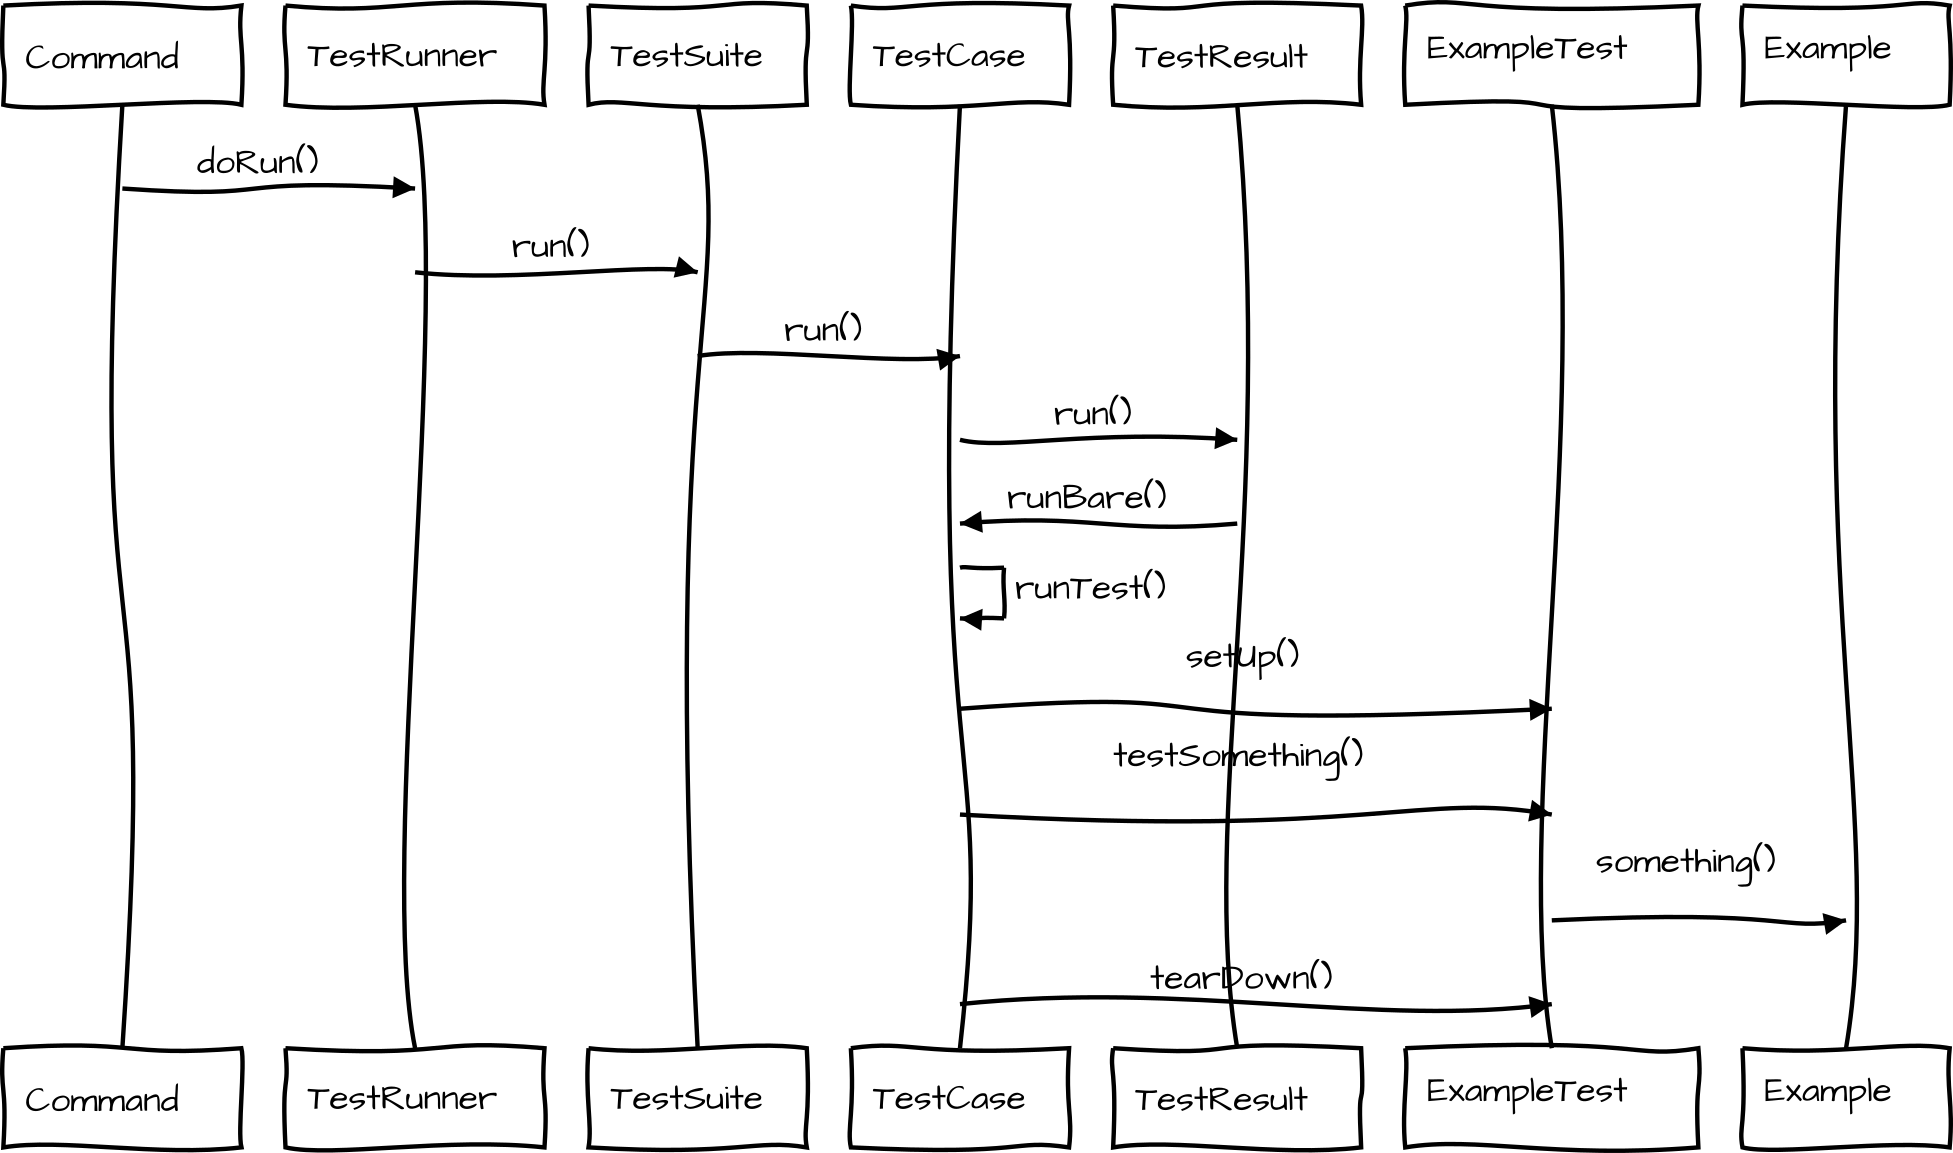 Command
TestRunner
TestSuite
TestCase
TestResult
ExampleTest
Example
doRun()
run()
run()
run()
runBare()
runTest()
setUp()
testSomething()
something()
tearDown()
Command
TestRunner
TestSuite
TestCase
TestResult
ExampleTest
Example